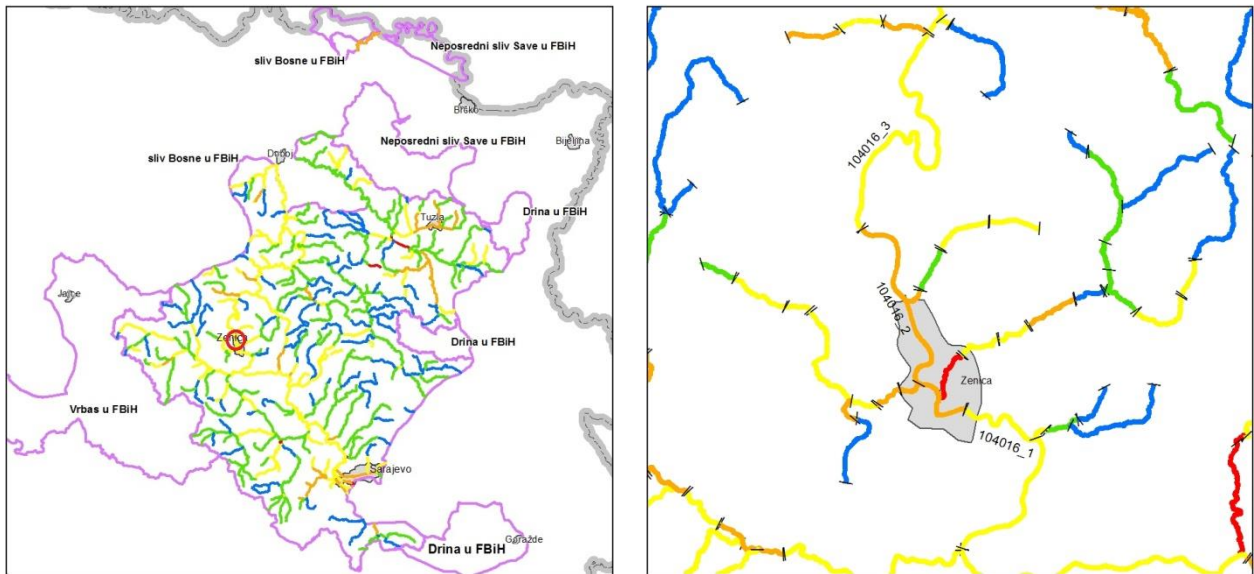 Neposredni sliv Save u FBiH
sliv Bosne u FBiH
Brčko
Bijeljina
Neposredni sliv Save u FBiH
Doboj
sliv Bosne u FBiH
Tuzla
Drina u FBiH
Jajce
Zenica
Drina u FBiH
Vrbas u FBiH
Sarajevo
Goražde
Drina u FBiH
104016_3
104016_2
Zenica
104016_1